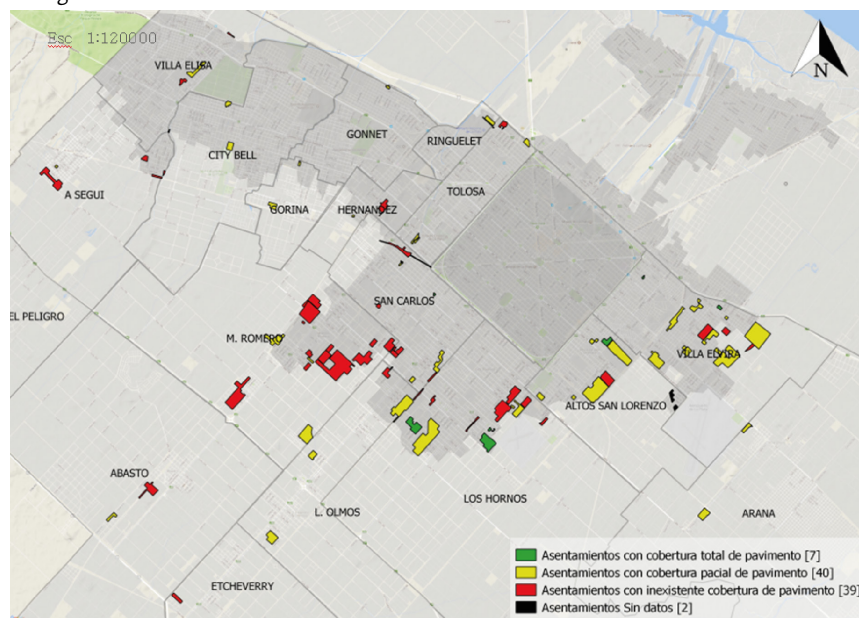 Esc 1:120000
N
VILLA ELISA
GONNET
RINGUELET
CITY BELL
TOLOSA
A SEGUI
GORINA
HERNANDEZ
SAN CARLOS
EL PELIGRO
M. ROMERO
VILLA ELVIRA
ALTOS SAN LORENZO
ABASTO
LOS HORNOS
L. OLMOS
ARANA
ETCHEVERRY
Asentamientos con cobertura total de pavimento [7]
Asentamientos con cobertura pacial de pavimento [40]
Asentamientos con inexistente cobertura de pavimento [39]
Asentamientos Sin datos [2]